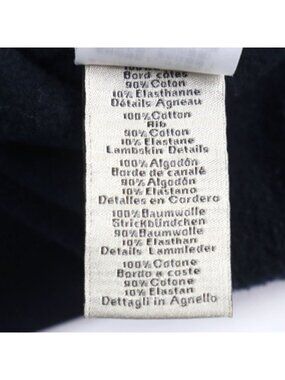 Bord côtes
90% Coton
10% Elasthanne
Détails Agneau
100% Cotton
Rib
90% Cotton
10% Elastane
Lambskin Details
100% Algodón
Borde de canalé
90% Algodón
10% Elastano
Detalles en Cordero
100% Baumwolle
Strickbündchen
90% Baumwolle
10% Elasthan
Details Lammleder
100% Cotone
Bordo a coste
90% Cotone
10% Elastan
Dettagli in Agnello